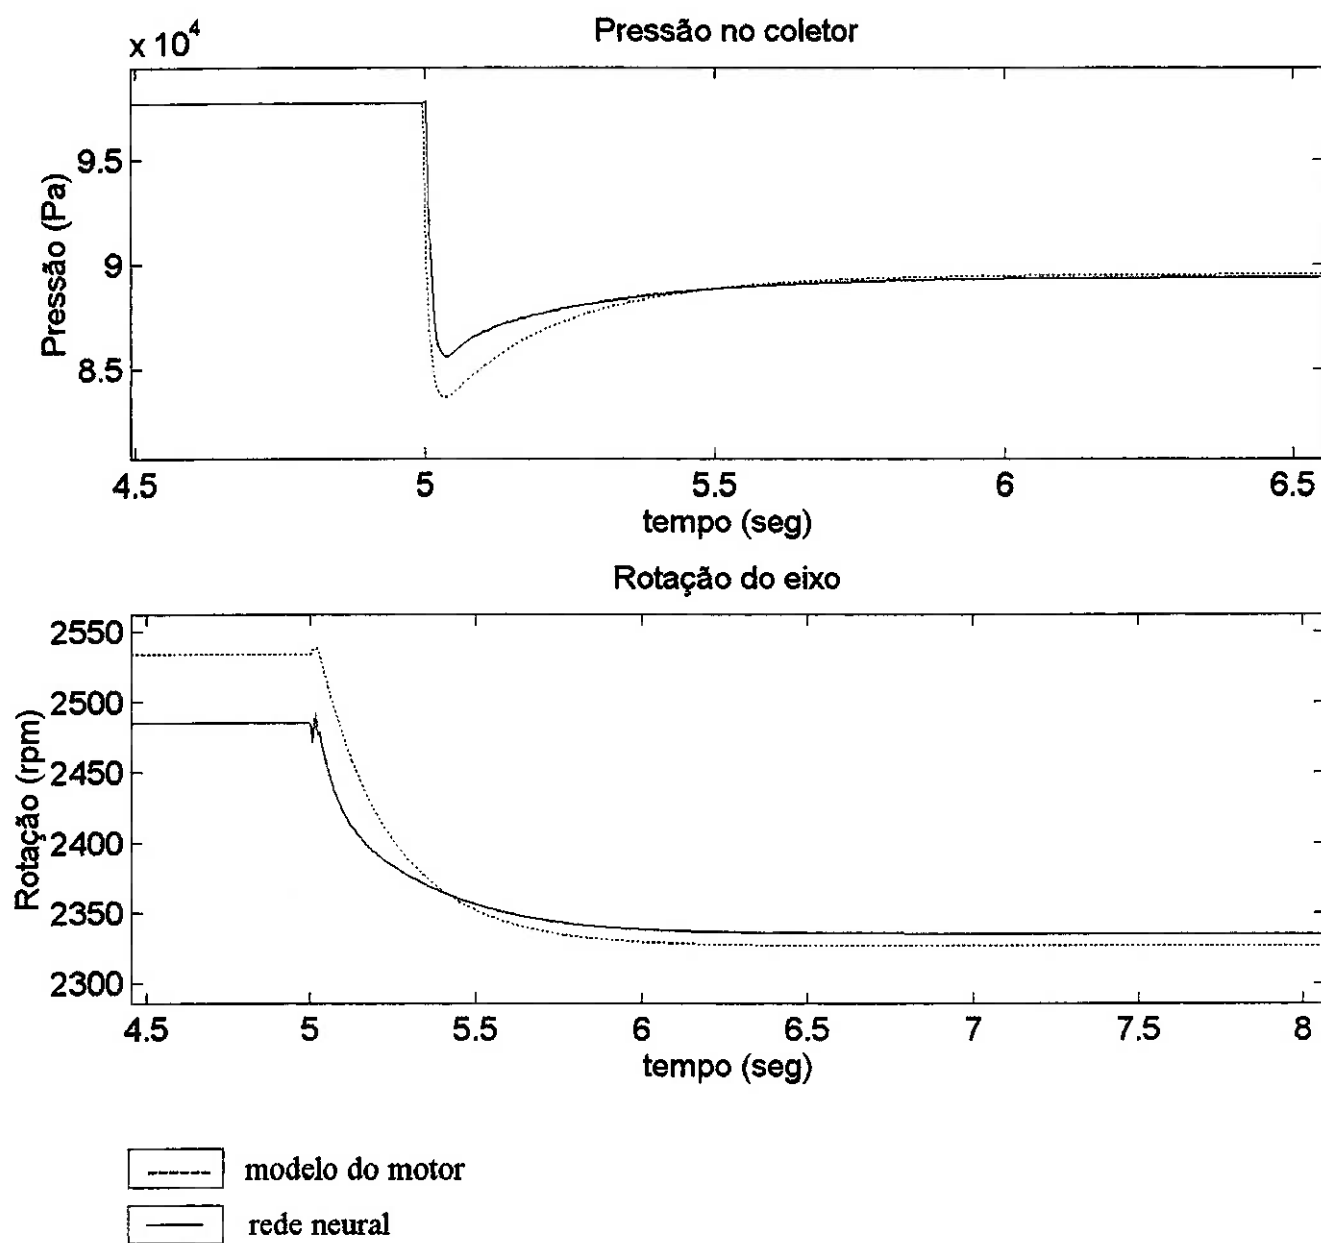 Pressão no coletor
x 10⁴
9.5
9
8.5
Pressão (Pa)
4.5 5 5.5 6 6.5
tempo (seg)
Rotação do eixo
2550
2500
2450
2400
2350
2300
Rotação (rpm)
4.5 5 5.5 6 6.5 7 7.5 8
tempo (seg)
modelo do motor
rede neural